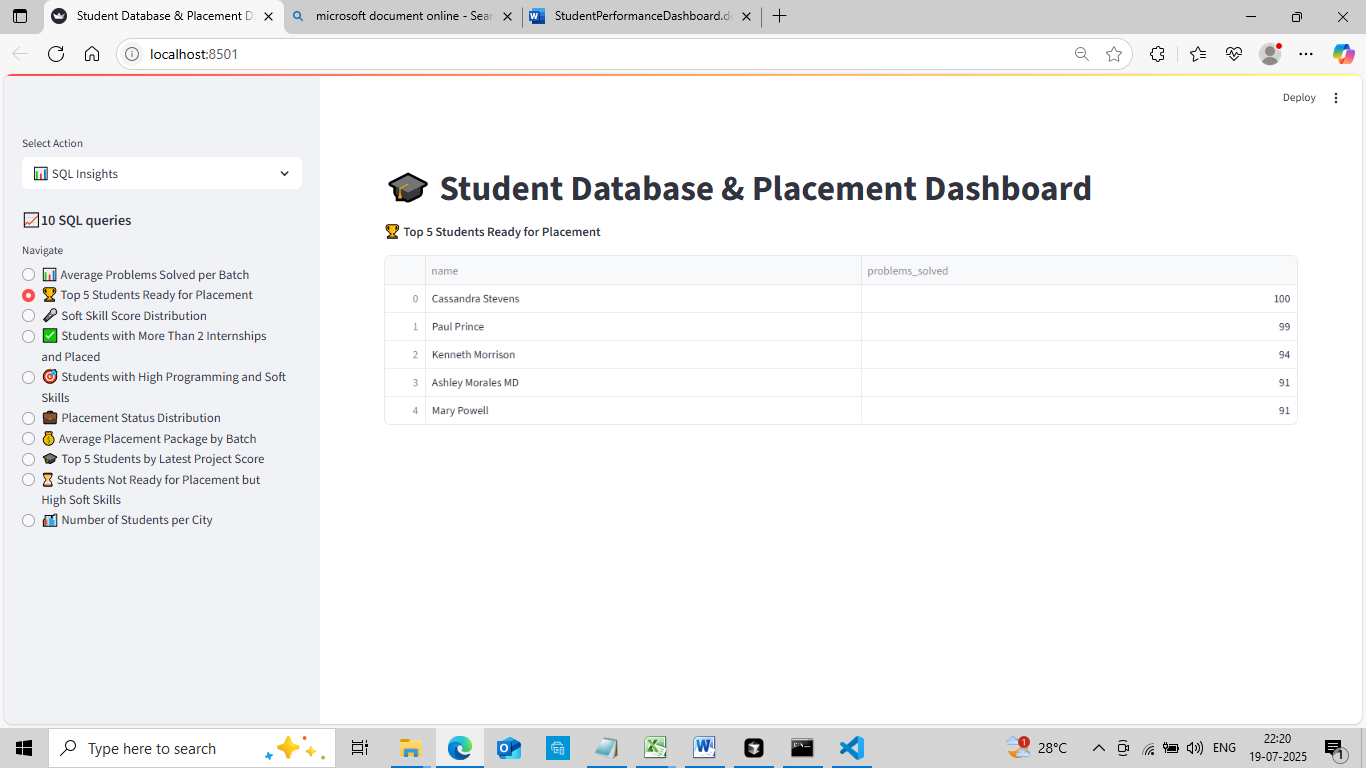 Student Database & Placement D
microsoft document online - Sear
StudentPerformanceDashboard.do
localhost:8501
Deploy
Select Action
📊 SQL Insights
📈 10 SQL queries
Navigate
📊 Average Problems Solved per Batch
🏆 Top 5 Students Ready for Placement
🎤 Soft Skill Score Distribution
✅ Students with More Than 2 Internships
and Placed
🎯 Students with High Programming and Soft
Skills
💼 Placement Status Distribution
💰 Average Placement Package by Batch
🎓 Top 5 Students by Latest Project Score
⏳ Students Not Ready for Placement but
High Soft Skills
🏙️ Number of Students per City
🎓 Student Database & Placement Dashboard
🏆 Top 5 Students Ready for Placement
name problems_solved
0 Cassandra Stevens 100
1 Paul Prince 99
2 Kenneth Morrison 94
3 Ashley Morales MD 91
4 Mary Powell 91
Type here to search
1
28°C
ENG
22:20
19-07-2025
1